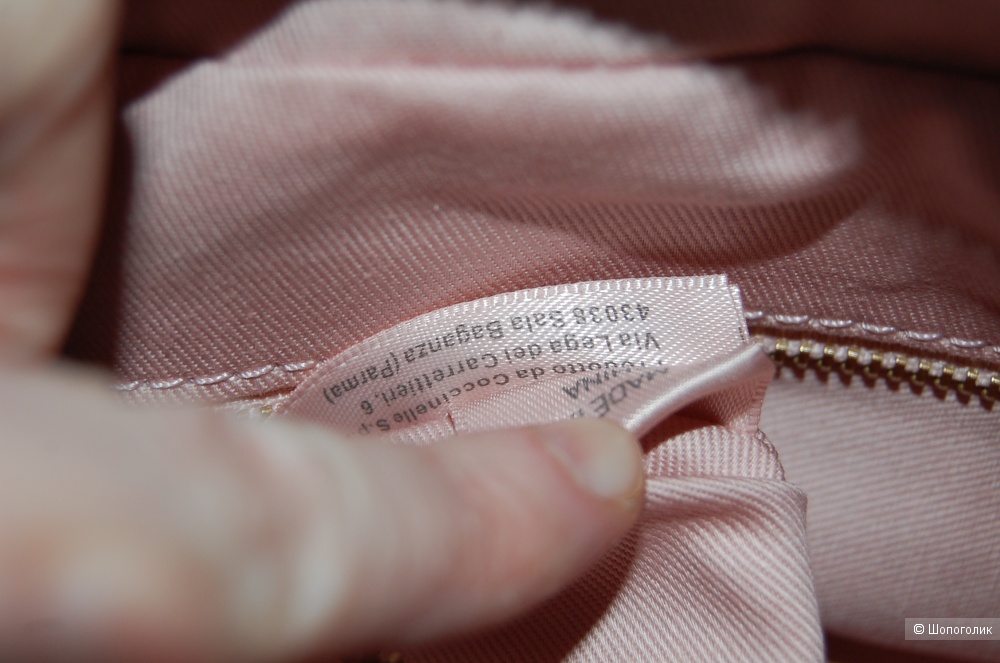 MADE
da Coccinelle S.p
Via Lega dei Carrettieri, 6
43038 Sala Baganza (Parma)
© Шопоголик